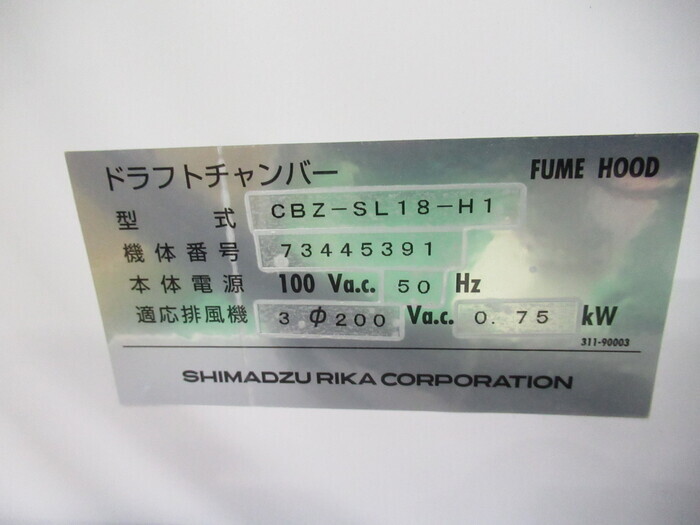 ドラフトチャンバー FUME HOOD
型 式 CBZ-SL18-H1
機体番号 73445391
本体電源 100 Va.c. 50 Hz
適応排風機 3 Φ200 Va.c. 0.75 kW
311-90003
SHIMADZU RIKA CORPORATION